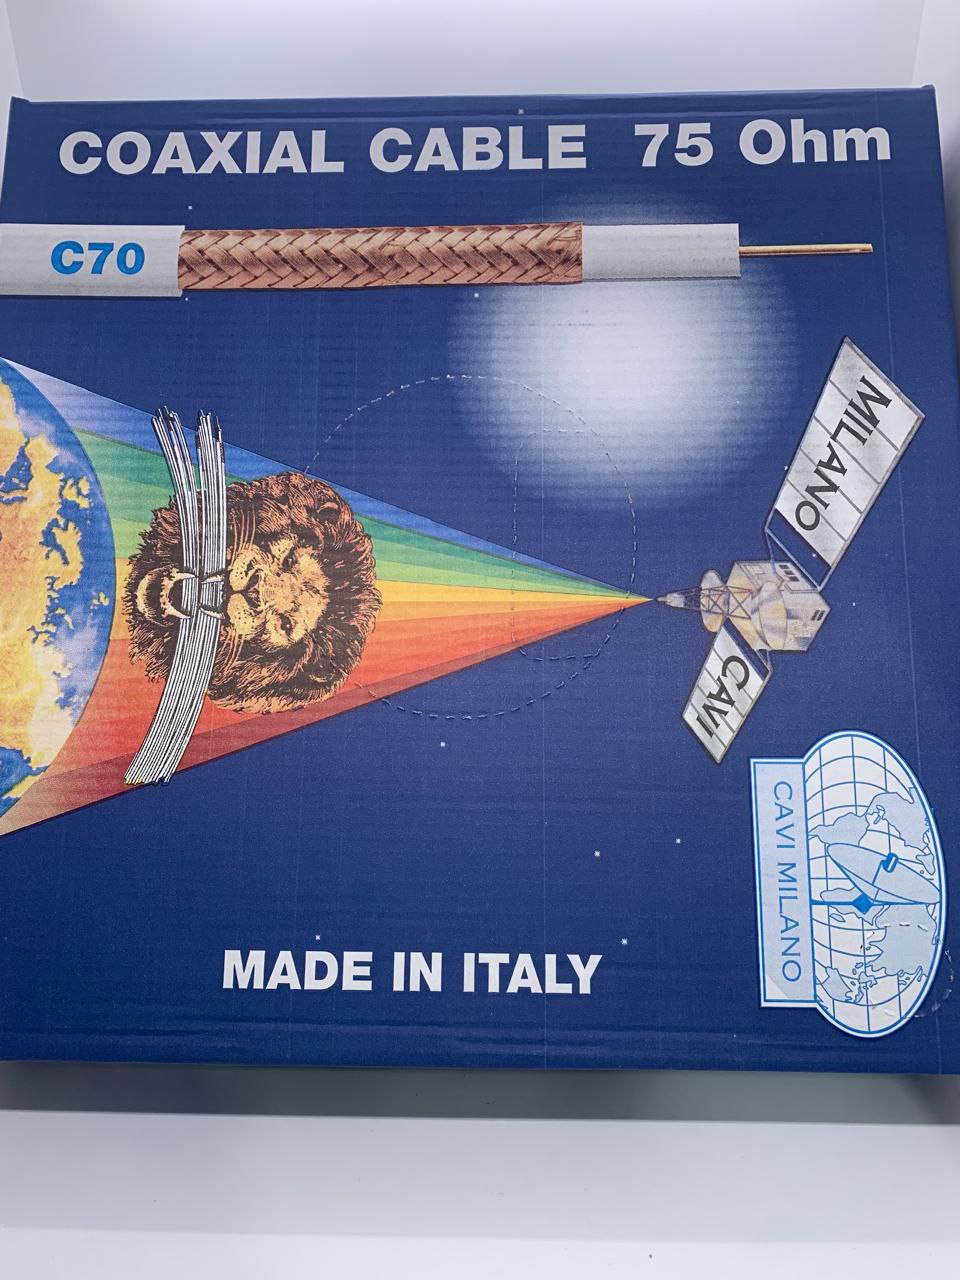 COAXIAL CABLE 75 Ohm
C70
MILANO
CAVI
CAVI MILANO
MADE IN ITALY